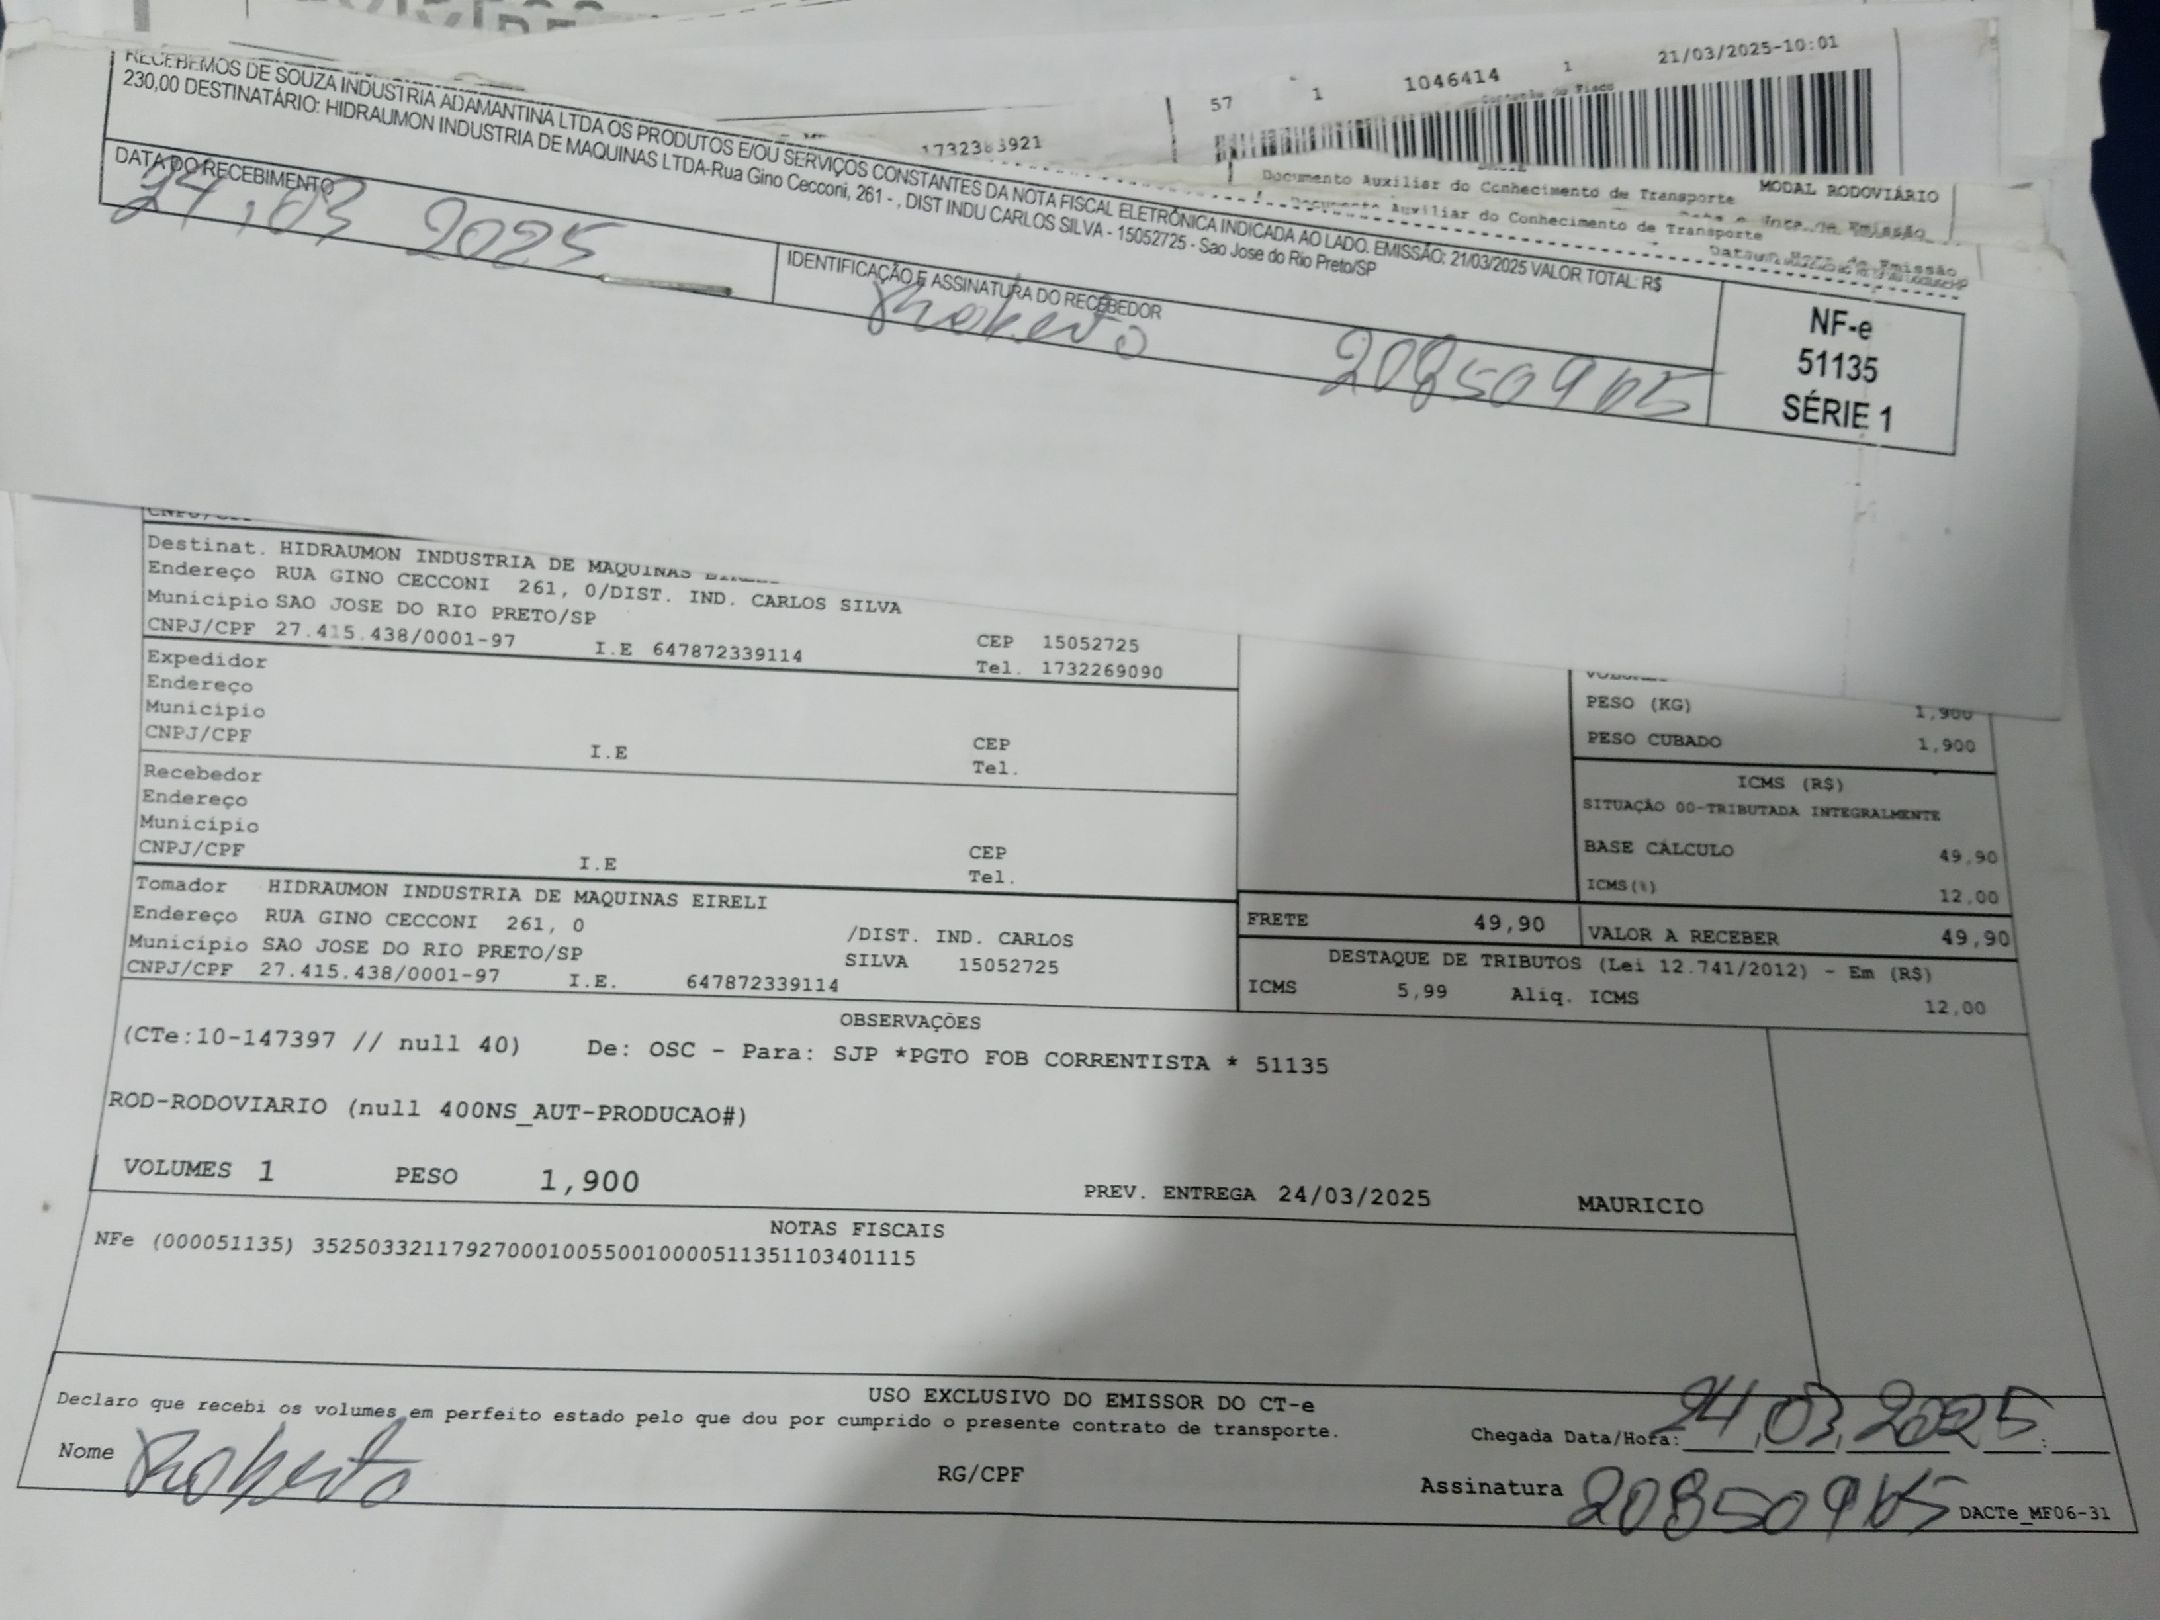 57 1 1046414 1 21/03/2025-10:01
Documento Auxiliar do Conhecimento de Transporte MODAL RODOVIÁRIO
Documento Auxiliar do Conhecimento de Transporte
RECEBEMOS DE SOUZA INDUSTRIA ADAMANTINA LTDA OS PRODUTOS E/OU SERVIÇOS CONSTANTES DA NOTA FISCAL ELETRÔNICA INDICADA AO LADO. EMISSÃO: 21/03/2025 VALOR TOTAL: R$
230,00 DESTINATÁRIO: HIDRAUMON INDUSTRIA DE MAQUINAS LTDA-Rua Gino Cecconi, 261 - , DIST INDU CARLOS SILVA - 15052725 - Sao Jose do Rio Preto/SP
DATA DO RECEBIMENTO
24,03 2025
IDENTIFICAÇÃO E ASSINATURA DO RECEBEDOR
Roberto
NF-e
51135
SÉRIE 1
Destinat. HIDRAUMON INDUSTRIA DE MAQUINAS
Endereço RUA GINO CECCONI 261, 0/DIST. IND. CARLOS SILVA
Município SAO JOSE DO RIO PRETO/SP CEP 15052725
CNPJ/CPF 27.415.438/0001-97 I.E 647872339114 Tel. 1732269090
Expedidor
Endereço
Município CEP
CNPJ/CPF I.E Tel.
Recebedor
Endereço
Município CEP
CNPJ/CPF I.E Tel.
Tomador HIDRAUMON INDUSTRIA DE MAQUINAS EIRELI
Endereço RUA GINO CECCONI 261, 0 /DIST. IND. CARLOS
Município SAO JOSE DO RIO PRETO/SP SILVA 15052725
CNPJ/CPF 27.415.438/0001-97 I.E. 647872339114
PESO (KG) 1,900
PESO CUBADO 1,900
ICMS (R$)
SITUAÇÃO 00-TRIBUTADA INTEGRALMENTE
BASE CÁLCULO 49,90
ICMS(%) 12,00
FRETE 49,90 VALOR A RECEBER 49,90
DESTAQUE DE TRIBUTOS (Lei 12.741/2012) - Em (R$)
ICMS 5,99 Aliq. ICMS 12,00
OBSERVAÇÕES
(CTe:10-147397 // null 40) De: OSC - Para: SJP *PGTO FOB CORRENTISTA * 51135
ROD-RODOVIARIO (null 400NS_AUT-PRODUCAO#)
VOLUMES 1 PESO 1,900 PREV. ENTREGA 24/03/2025 MAURICIO
NOTAS FISCAIS
NFe (000051135) 35250332117927000100550010000511351103401115
USO EXCLUSIVO DO EMISSOR DO CT-e
Declaro que recebi os volumes em perfeito estado pelo que dou por cumprido o presente contrato de transporte.
Chegada Data/Hora: 24,03,2025
Nome Roberto RG/CPF Assinatura DACTe_MF06-31